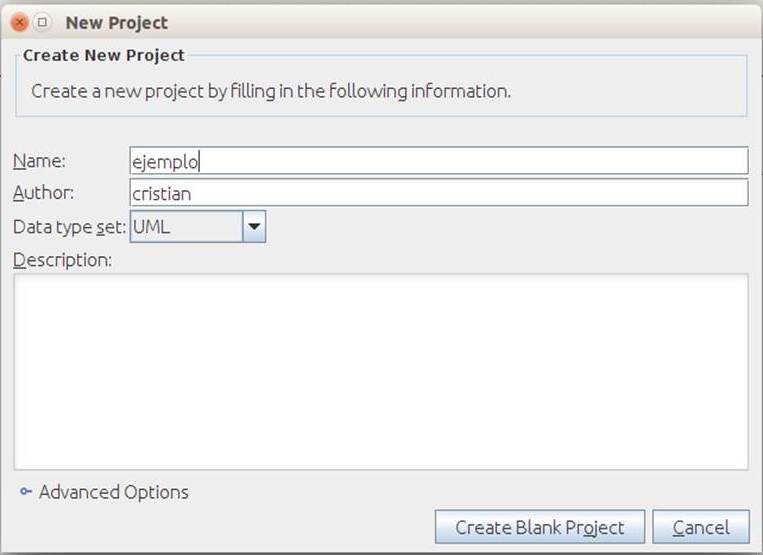 New Project
Create New Project
Create a new project by filling in the following information.
Name: ejemplo
Author: cristian
Data type set: UML
Description:
Advanced Options
Create Blank Project Cancel